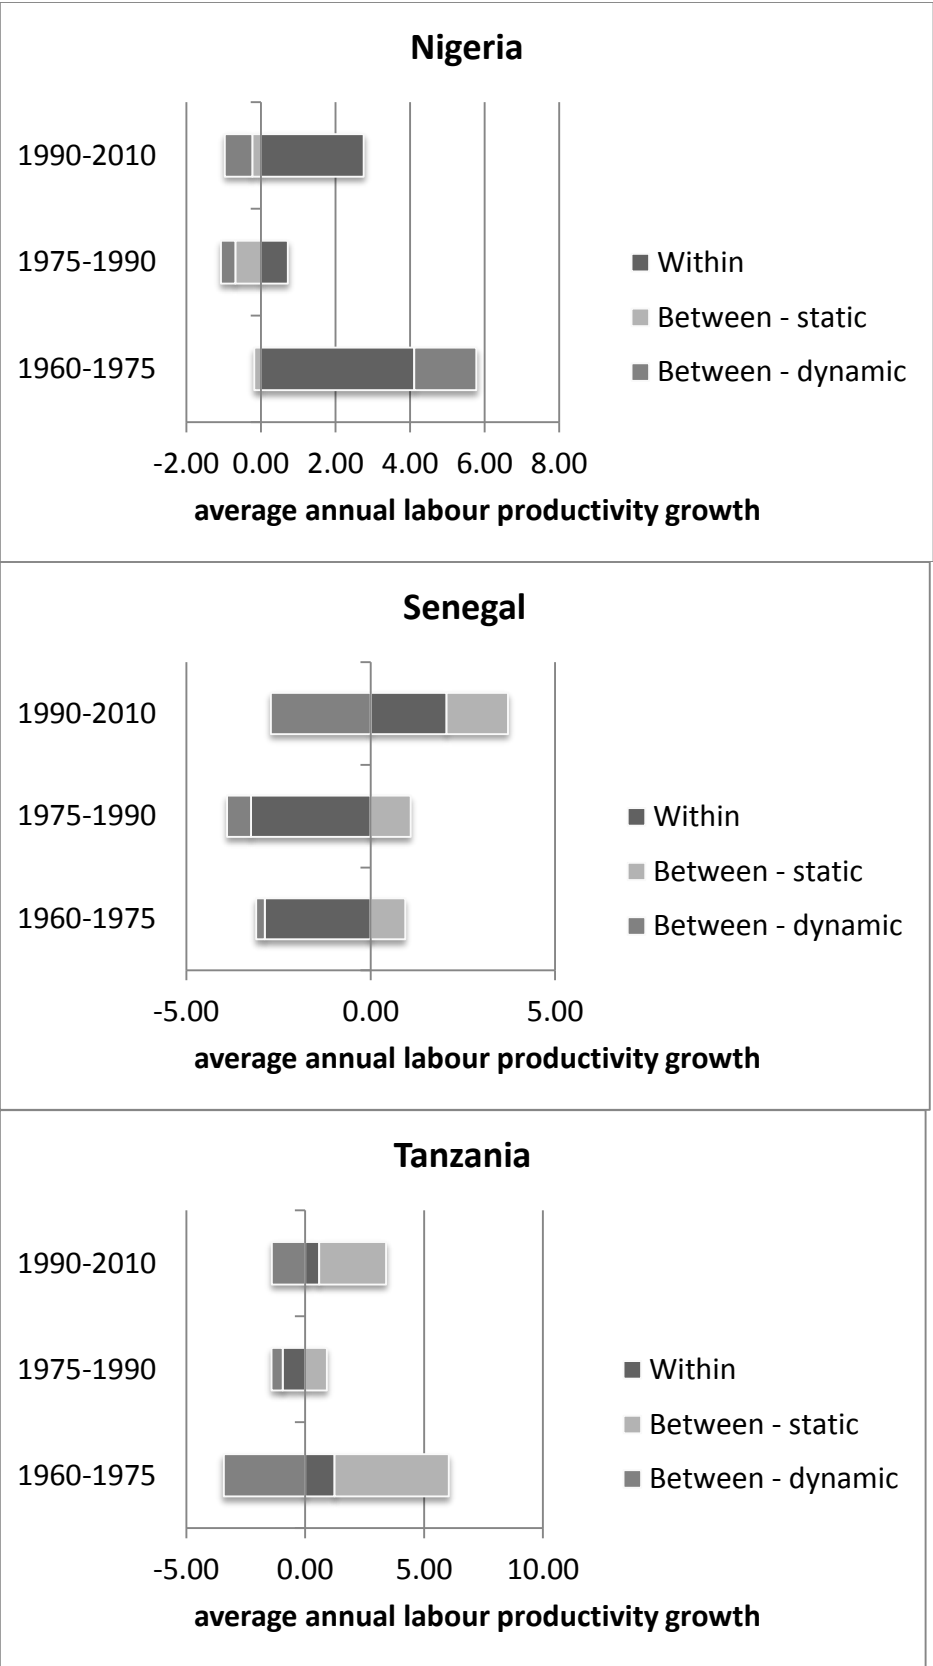 Nigeria
1990-2010
1975-1990
1960-1975
Within
Between - static
Between - dynamic
-2.00 0.00 2.00 4.00 6.00 8.00
average annual labour productivity growth
Senegal
1990-2010
1975-1990
1960-1975
Within
Between - static
Between - dynamic
-5.00 0.00 5.00
average annual labour productivity growth
Tanzania
1990-2010
1975-1990
1960-1975
Within
Between - static
Between - dynamic
-5.00 0.00 5.00 10.00
average annual labour productivity growth